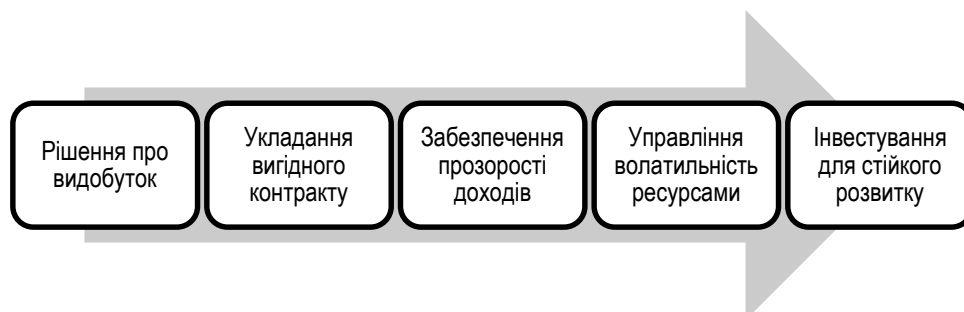 Рішення про
видобуток
Укладання
вигідного
контракту
Забезпечення
прозорості
доходів
Управління
волатильність
ресурсами
Інвестування
для стійкого
розвитку